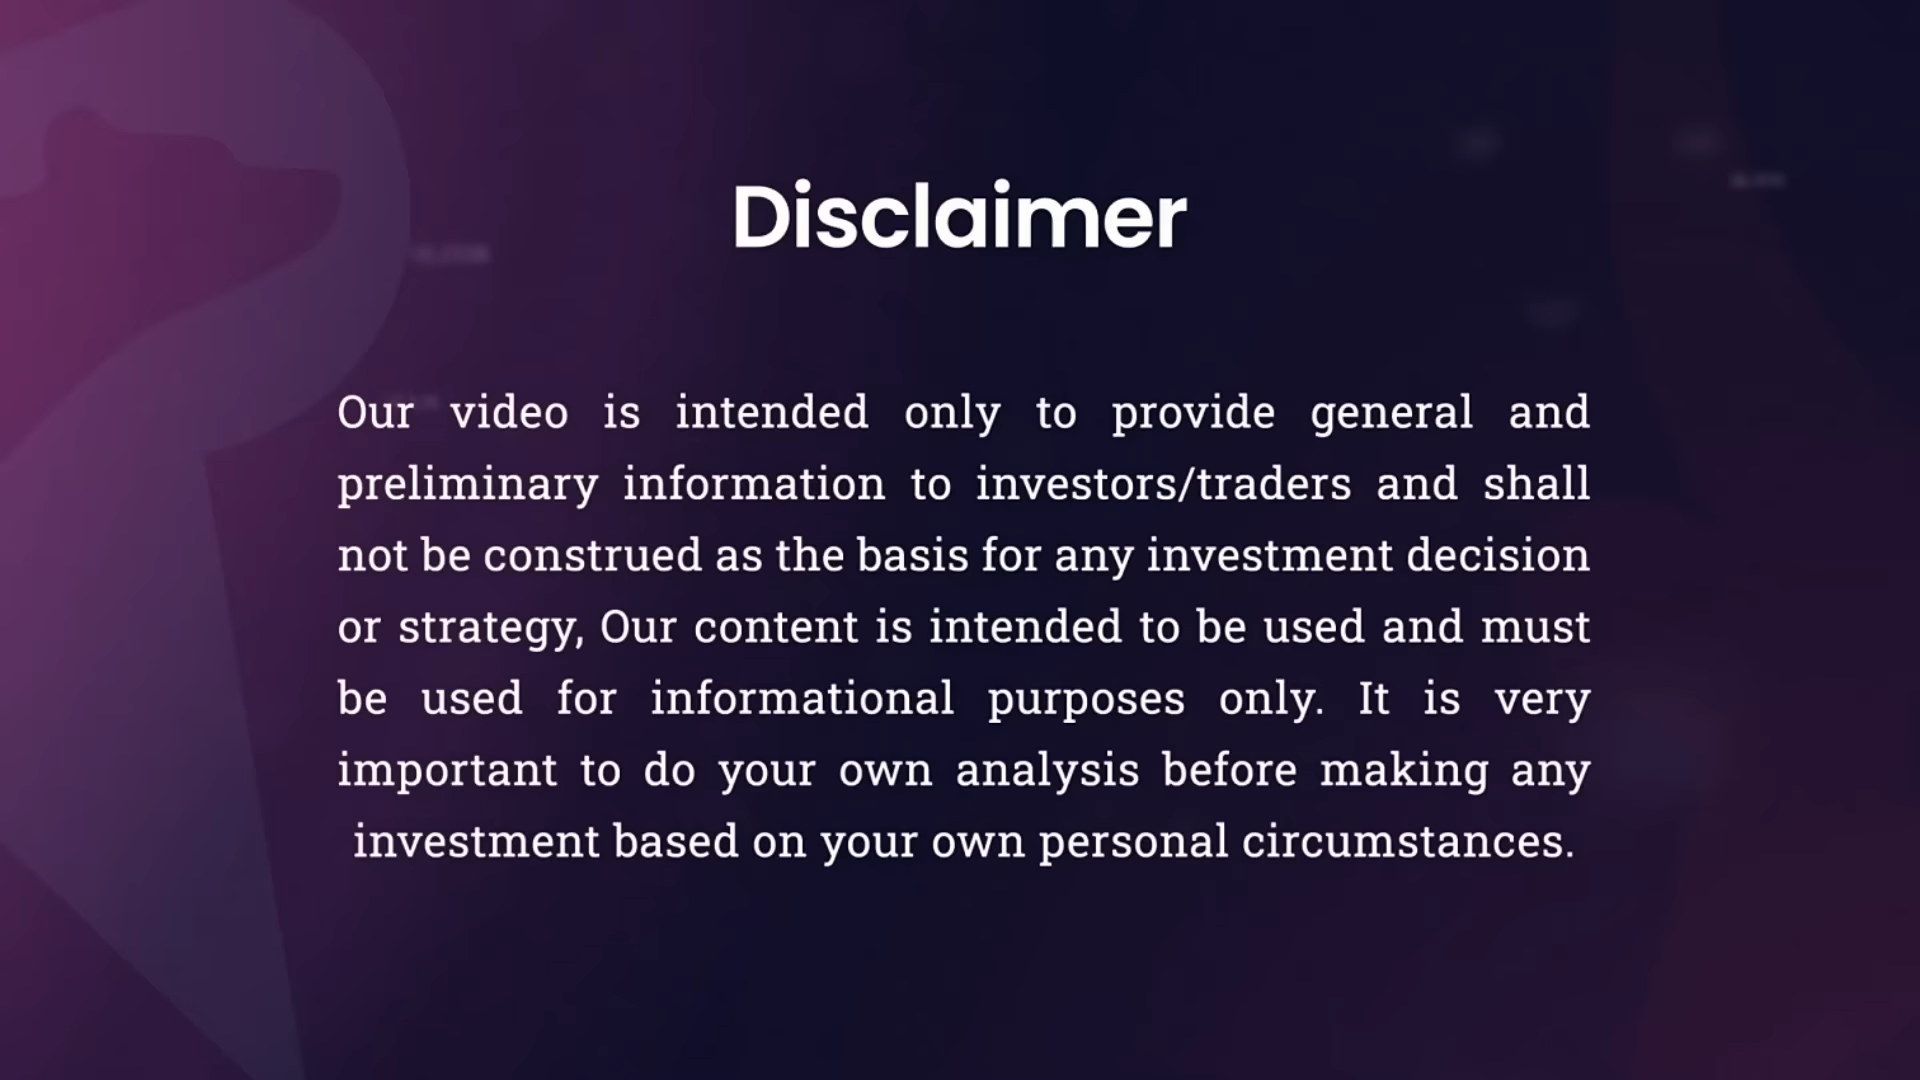 Disclaimer
Our video is intended only to provide general and
preliminary information to investors/traders and shall
not be construed as the basis for any investment decision
or strategy, Our content is intended to be used and must
be used for informational purposes only. It is very
important to do your own analysis before making any
investment based on your own personal circumstances.